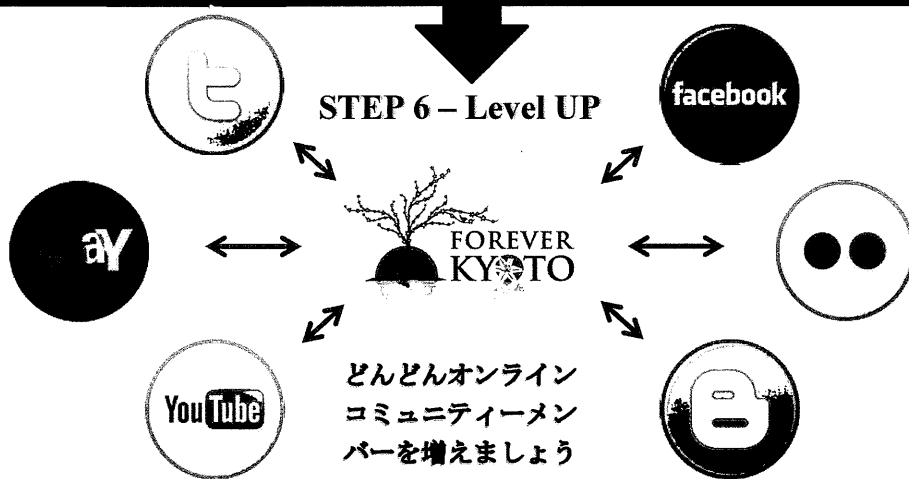 STEP 6 – Level UP
facebook
aY
FOREVER
KYOTO
YouTube
どんどんオンライン
コミュニティーメン
バーを増えましょう